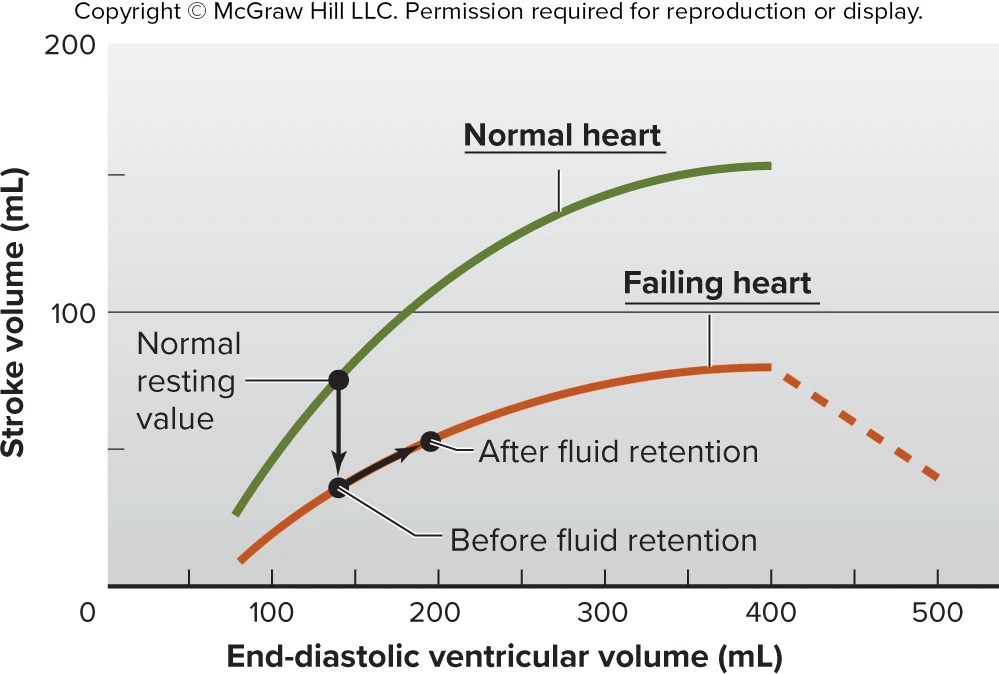 Copyright © McGraw Hill LLC. Permission required for reproduction or display.
200
Normal heart
Failing heart
100
Normal
resting
value
After fluid retention
Before fluid retention
Stroke volume (mL)
0
100
200
300
400
500
End-diastolic ventricular volume (mL)